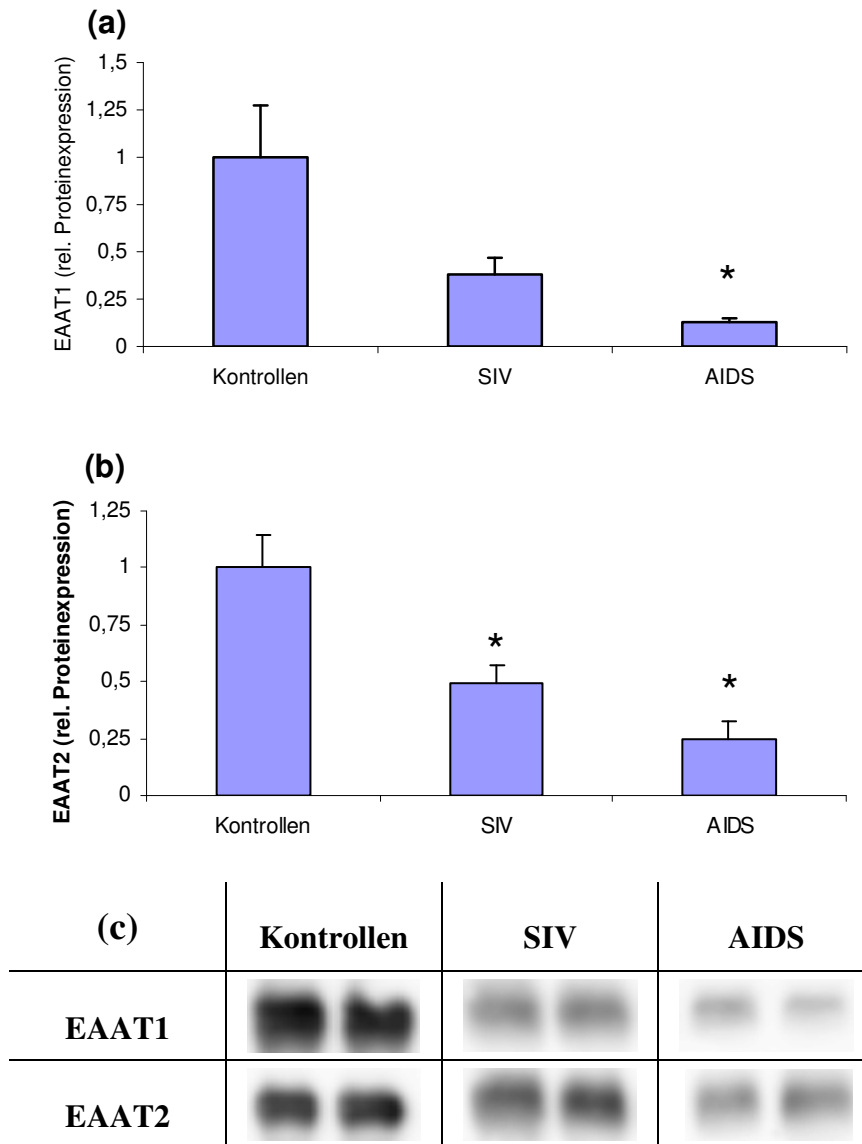 (a)
EAAT1 (rel. Proteinexpression)
1,5
1,25
1
0,75
0,5
0,25
0
*
Kontrollen SIV AIDS
(b)
EAAT2 (rel. Proteinexpression)
1,25
1
0,75
0,5
0,25
0
*
*
Kontrollen SIV AIDS
(c) Kontrollen SIV AIDS
EAAT1
EAAT2